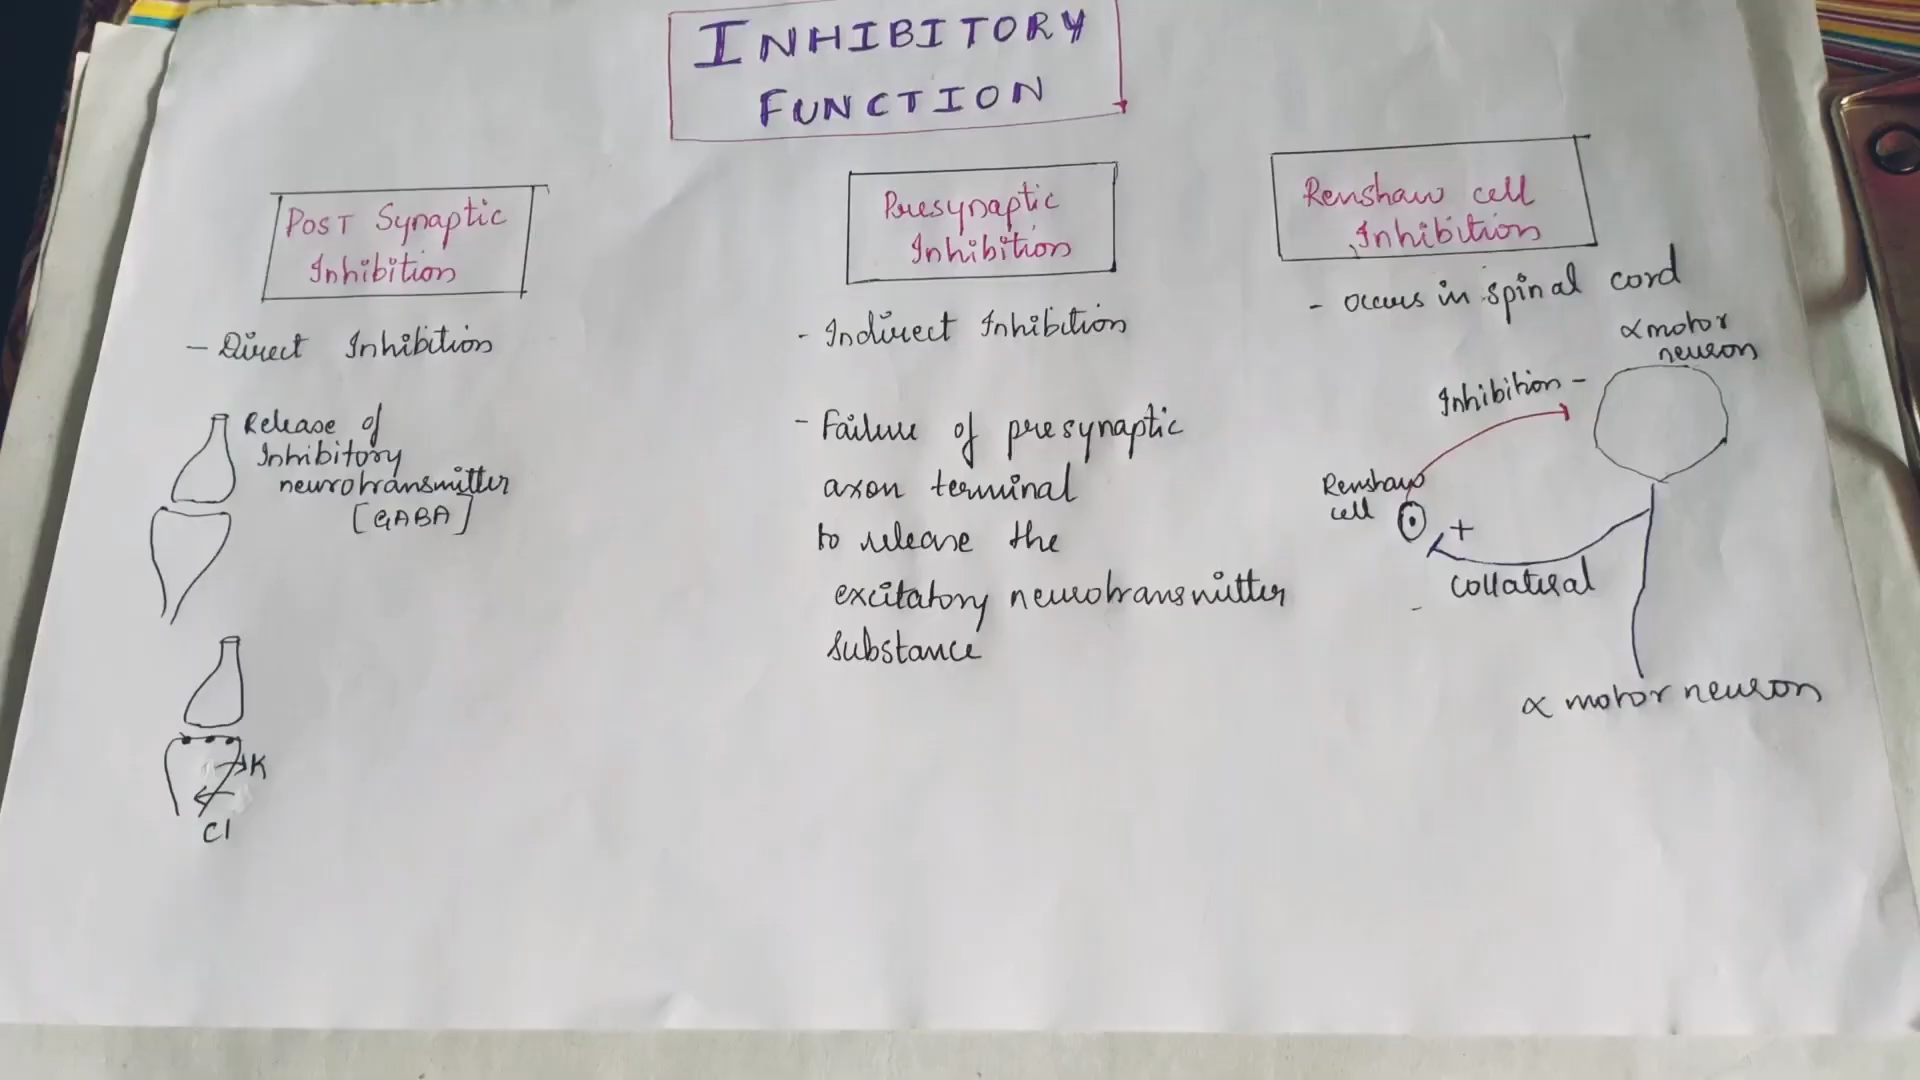 INHIBITORY
FUNCTION
POST Synaptic
Inhibition
- Direct Inhibition
Release of
Inhibitory
neurotransmitter
[GABA]
K
Cl
Presynaptic
Inhibition
- Indirect Inhibition
- Failure of presynaptic
axon terminal
to release the
excitatory neurotransmitter
substance
Renshaw cell
Inhibition
- occurs in spinal cord
α motor
neuron
Inhibition -
Renshaw
cell
+
collateral
α motor neuron